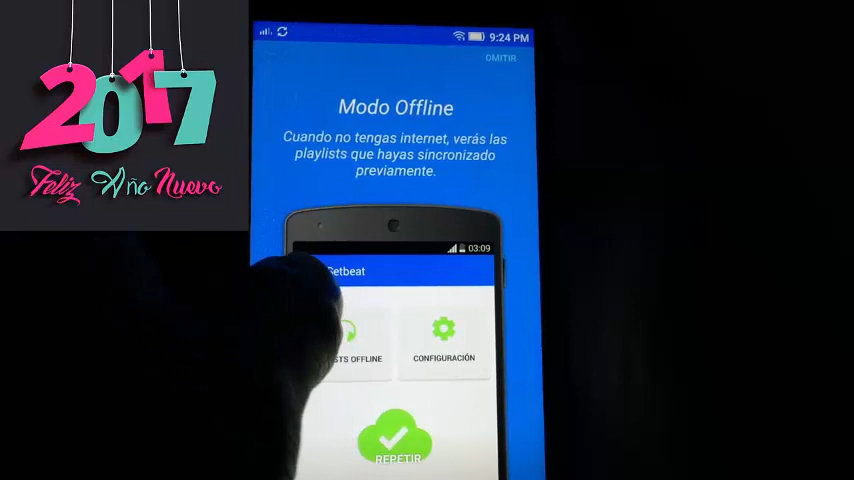 2017
Feliz Año Nuevo
9:24 PM
OMITIR
Modo Offline
Cuando no tengas internet, verás las
playlists que hayas sincronizado
previamente.
03:09
OFFLINE
CONFIGURACIÓN
REPETIR